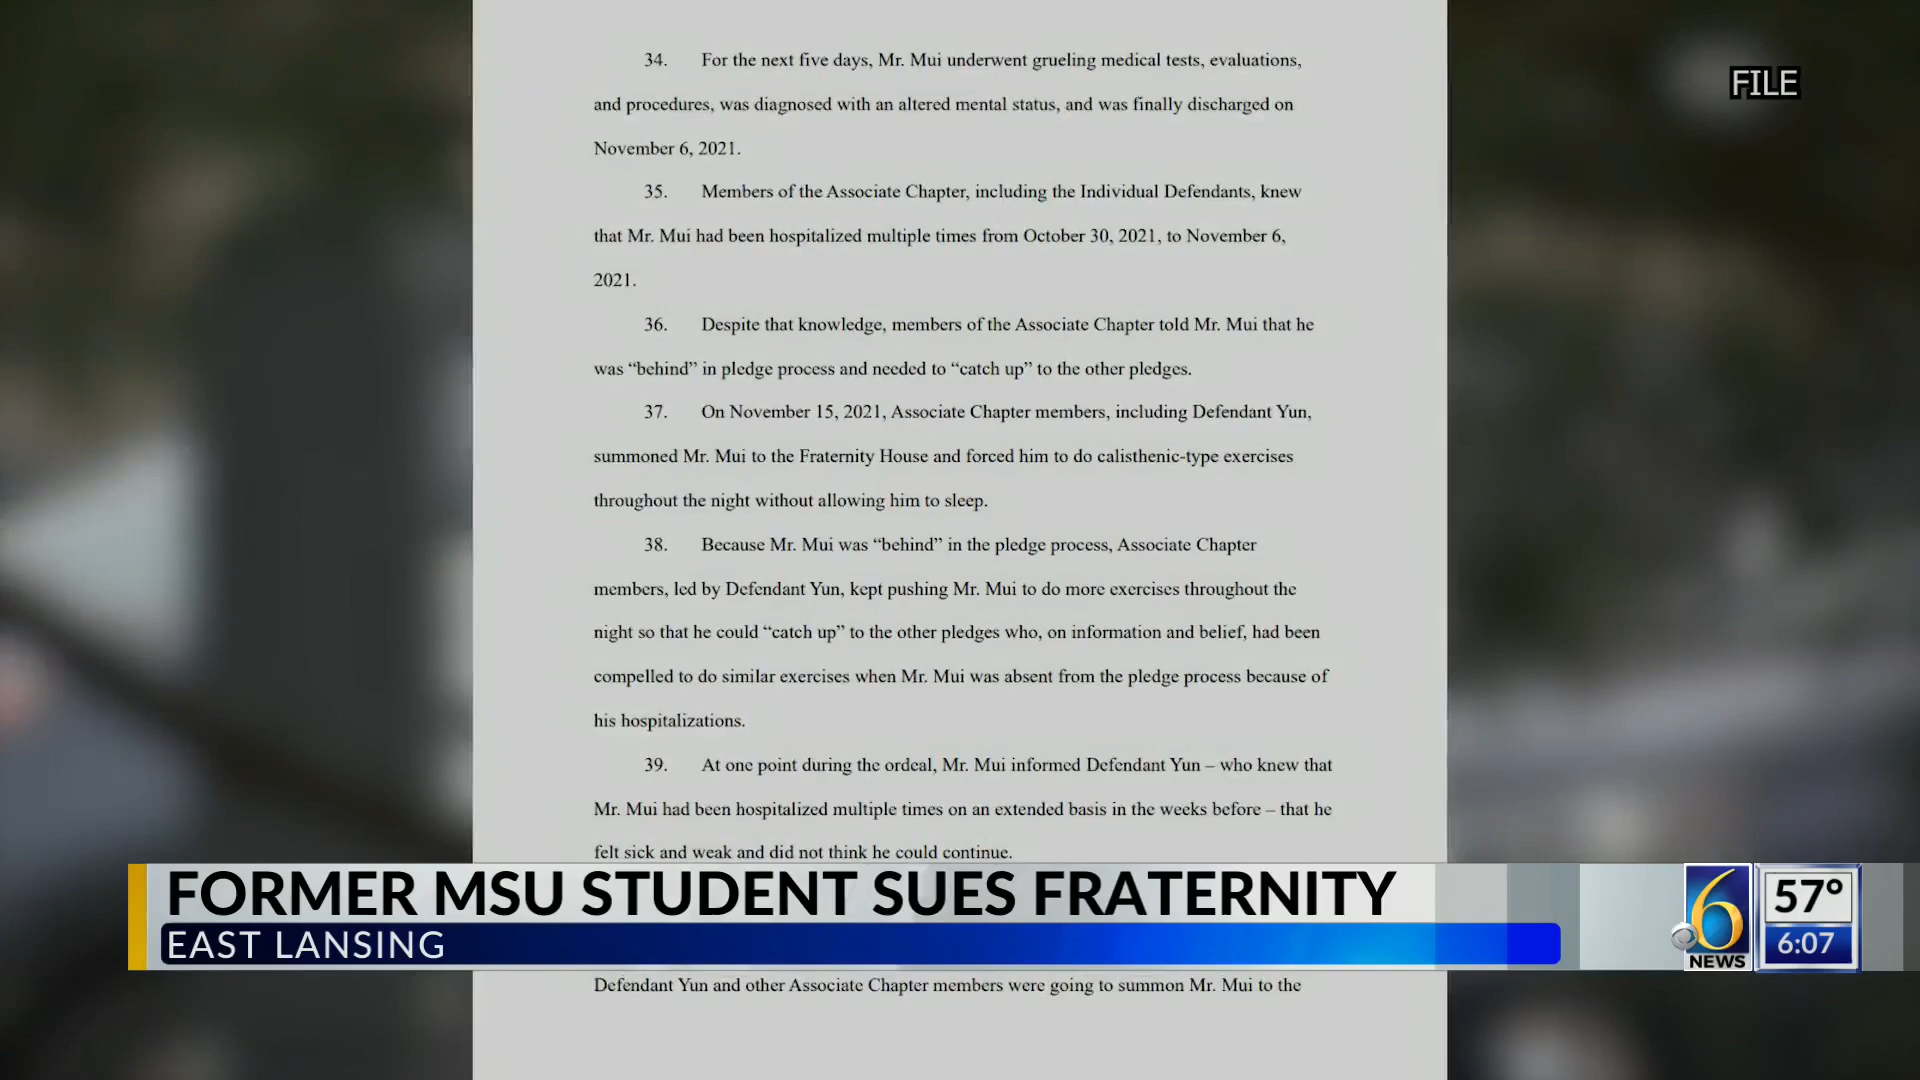 FILE
34. For the next five days, Mr. Mui underwent grueling medical tests, evaluations,
and procedures, was diagnosed with an altered mental status, and was finally discharged on
November 6, 2021.
35. Members of the Associate Chapter, including the Individual Defendants, knew
that Mr. Mui had been hospitalized multiple times from October 30, 2021, to November 6,
2021.
36. Despite that knowledge, members of the Associate Chapter told Mr. Mui that he
was “behind” in pledge process and needed to “catch up” to the other pledges.
37. On November 15, 2021, Associate Chapter members, including Defendant Yun,
summoned Mr. Mui to the Fraternity House and forced him to do calisthenic-type exercises
throughout the night without allowing him to sleep.
38. Because Mr. Mui was “behind” in the pledge process, Associate Chapter
members, led by Defendant Yun, kept pushing Mr. Mui to do more exercises throughout the
night so that he could “catch up” to the other pledges who, on information and belief, had been
compelled to do similar exercises when Mr. Mui was absent from the pledge process because of
his hospitalizations.
39. At one point during the ordeal, Mr. Mui informed Defendant Yun – who knew that
Mr. Mui had been hospitalized multiple times on an extended basis in the weeks before – that he
felt sick and weak and did not think he could continue.
FORMER MSU STUDENT SUES FRATERNITY
EAST LANSING
6
NEWS
57°
6:07
Defendant Yun and other Associate Chapter members were going to summon Mr. Mui to the